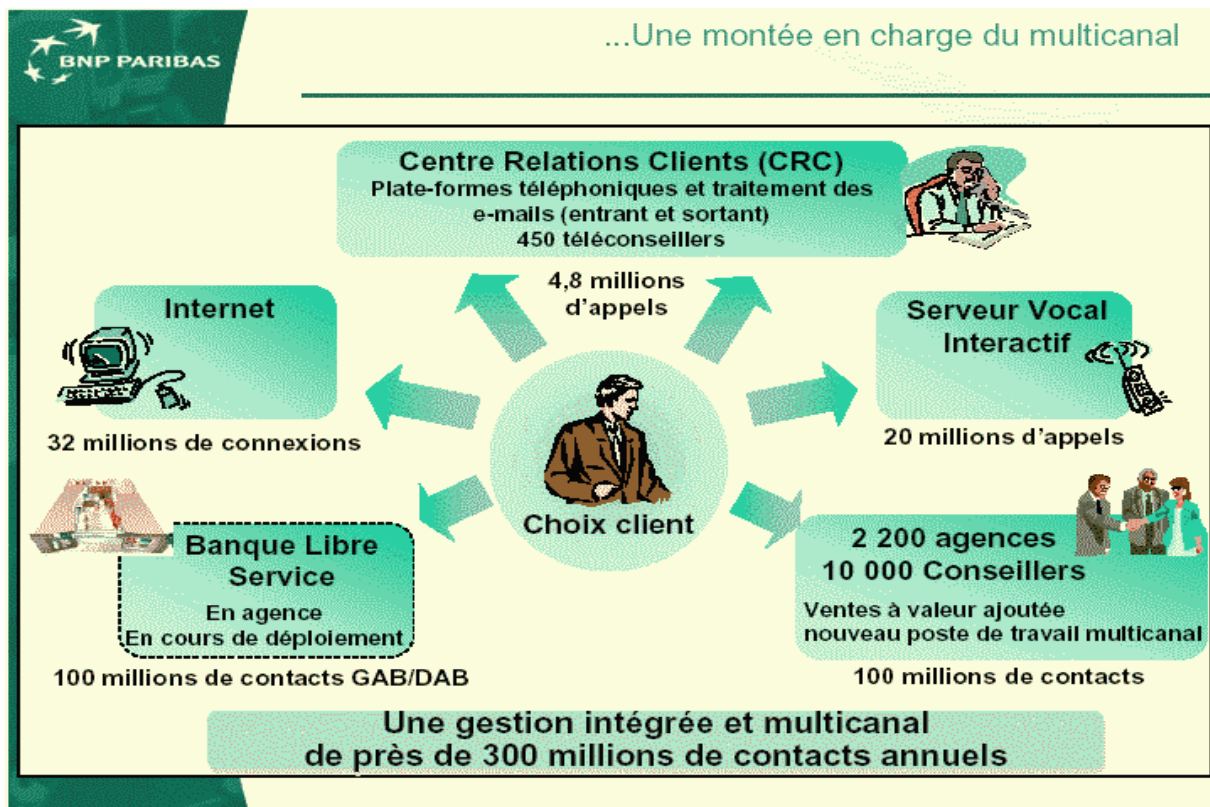 BNP PARIBAS
...Une montée en charge du multicanal
Centre Relations Clients (CRC)
Plate-formes téléphoniques et traitement des
e-mails (entrant et sortant)
450 téléconseillers
4,8 millions
d'appels
Internet
32 millions de connexions
Serveur Vocal
Interactif
20 millions d'appels
Choix client
Banque Libre
Service
En agence
En cours de déploiement
100 millions de contacts GAB/DAB
2 200 agences
10 000 Conseillers
Ventes à valeur ajoutée
nouveau poste de travail multicanal
100 millions de contacts
Une gestion intégrée et multicanal
de près de 300 millions de contacts annuels